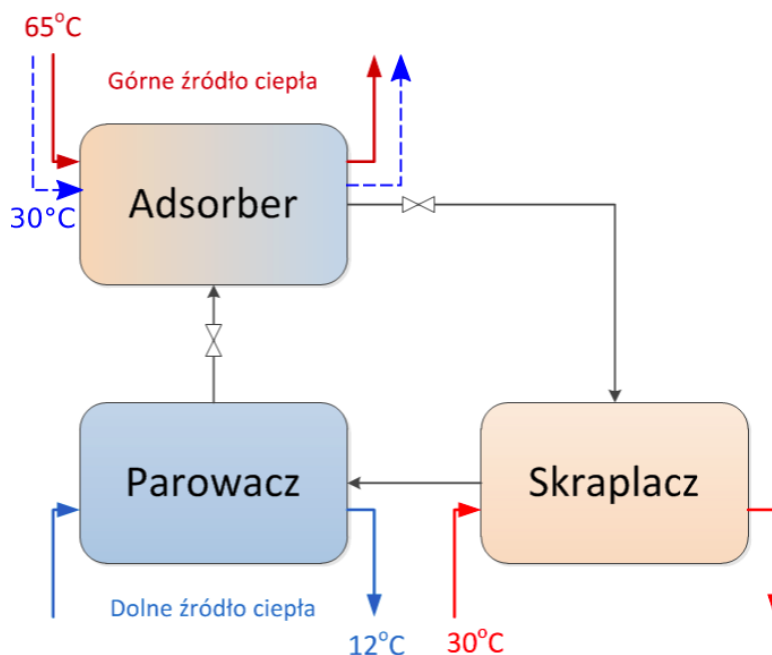 65°C
Górne źródło ciepła
Adsorber
30°C
Parowacz
Skraplacz
Dolne źródło ciepła
12°C
30°C